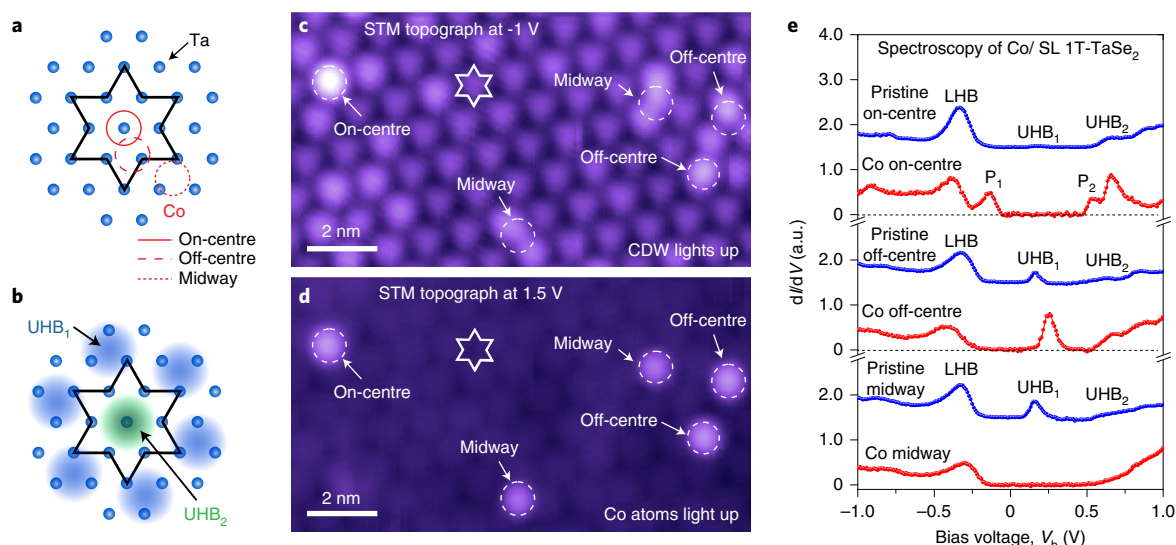 a
Ta
Co
On-centre
Off-centre
Midway
b
UHB1
UHB2
c
STM topograph at -1 V
On-centre
Midway
Off-centre
Off-centre
Midway
2 nm
CDW lights up
d
STM topograph at 1.5 V
On-centre
Midway
Off-centre
Off-centre
Midway
2 nm
Co atoms light up
e
4.0
Spectroscopy of Co/ SL 1T-TaSe2
3.0
Pristine
on-centre
LHB
UHB1
UHB2
2.0
Co on-centre
P1
P2
1.0
0
Pristine
off-centre
LHB
UHB1
UHB2
2.0
Co off-centre
1.0
0
Pristine
midway
LHB
UHB1
UHB2
2.0
Co midway
1.0
0
dI/dV (a.u.)
–1.0
–0.5
0
0.5
1.0
Bias voltage, Vb (V)